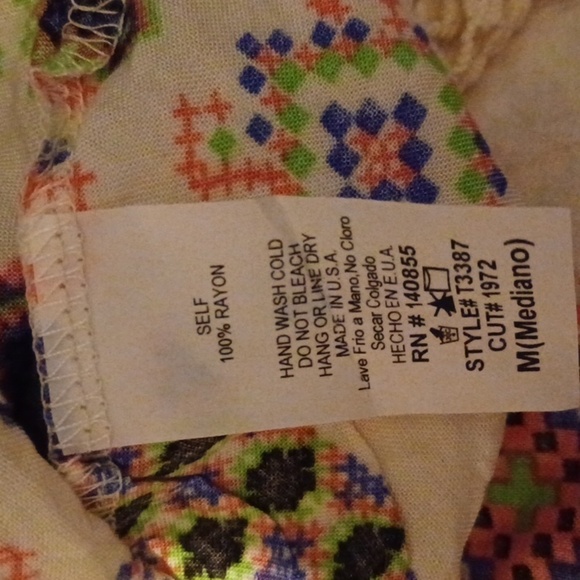 SELF
100% RAYON
HAND WASH COLD
DO NOT BLEACH
HANG OR LINE DRY
MADE IN U.S.A.
Lave Frio a Mano,No Cloro
Secar Colgado
HECHO EN E.U.A.
RN # 140855
STYLE# T3387
CUT# 1972
M(Mediano)